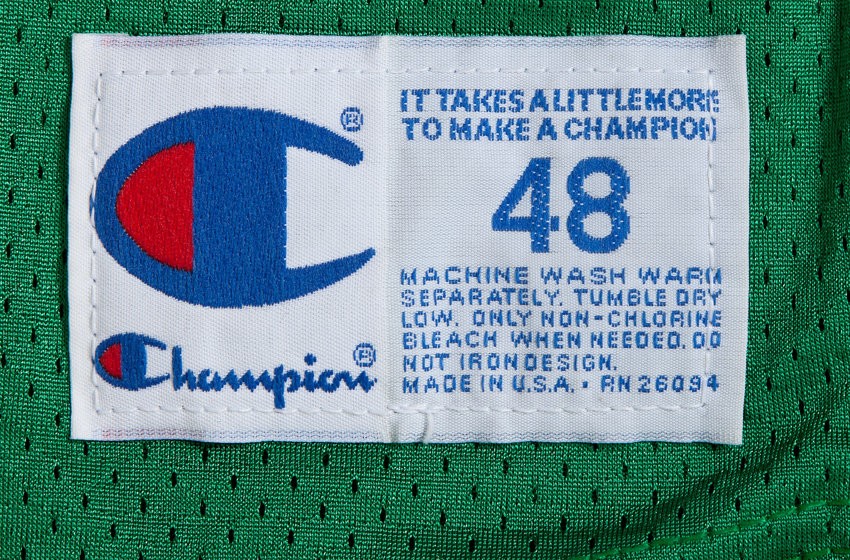 ®
Champion®
IT TAKES A LITTLE MORE
TO MAKE A CHAMPION
48
MACHINE WASH WARM
SEPARATELY. TUMBLE DRY
LOW. ONLY NON-CHLORINE
BLEACH WHEN NEEDED. DO
NOT IRON DESIGN.
MADE IN U.S.A. · RN 26094